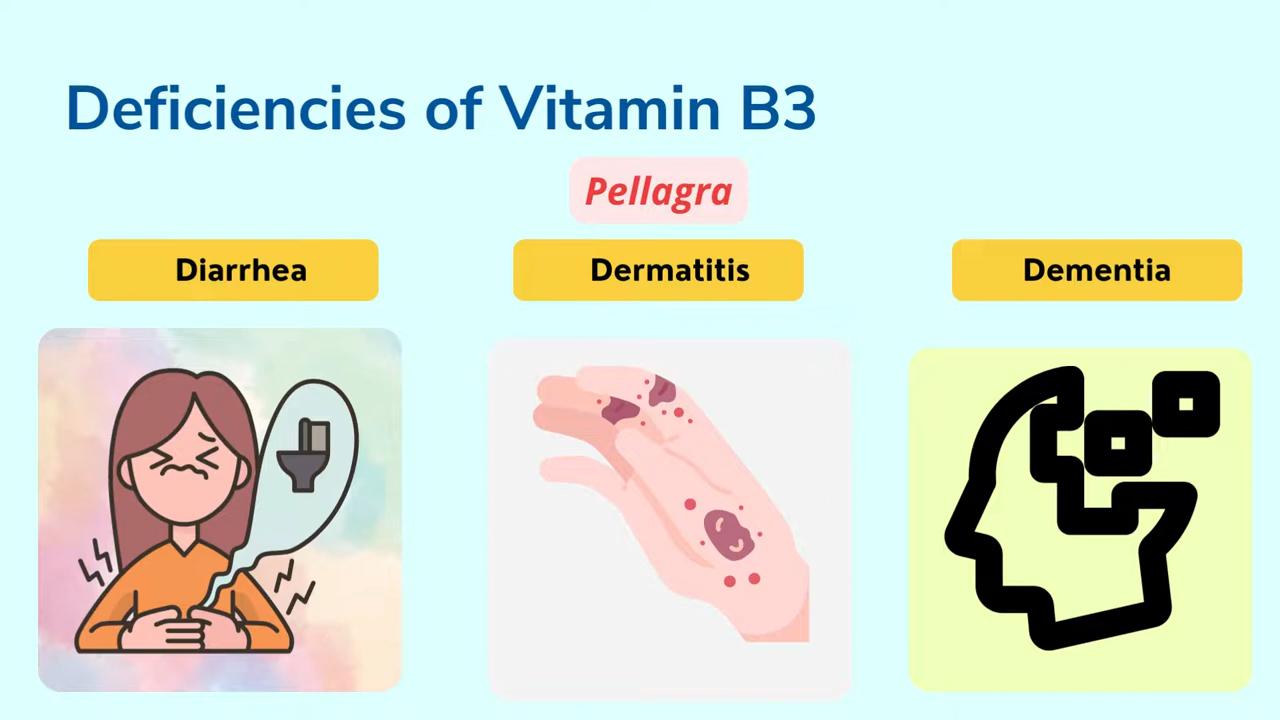 Deficiencies of Vitamin B3
Pellagra
Diarrhea
Dermatitis
Dementia